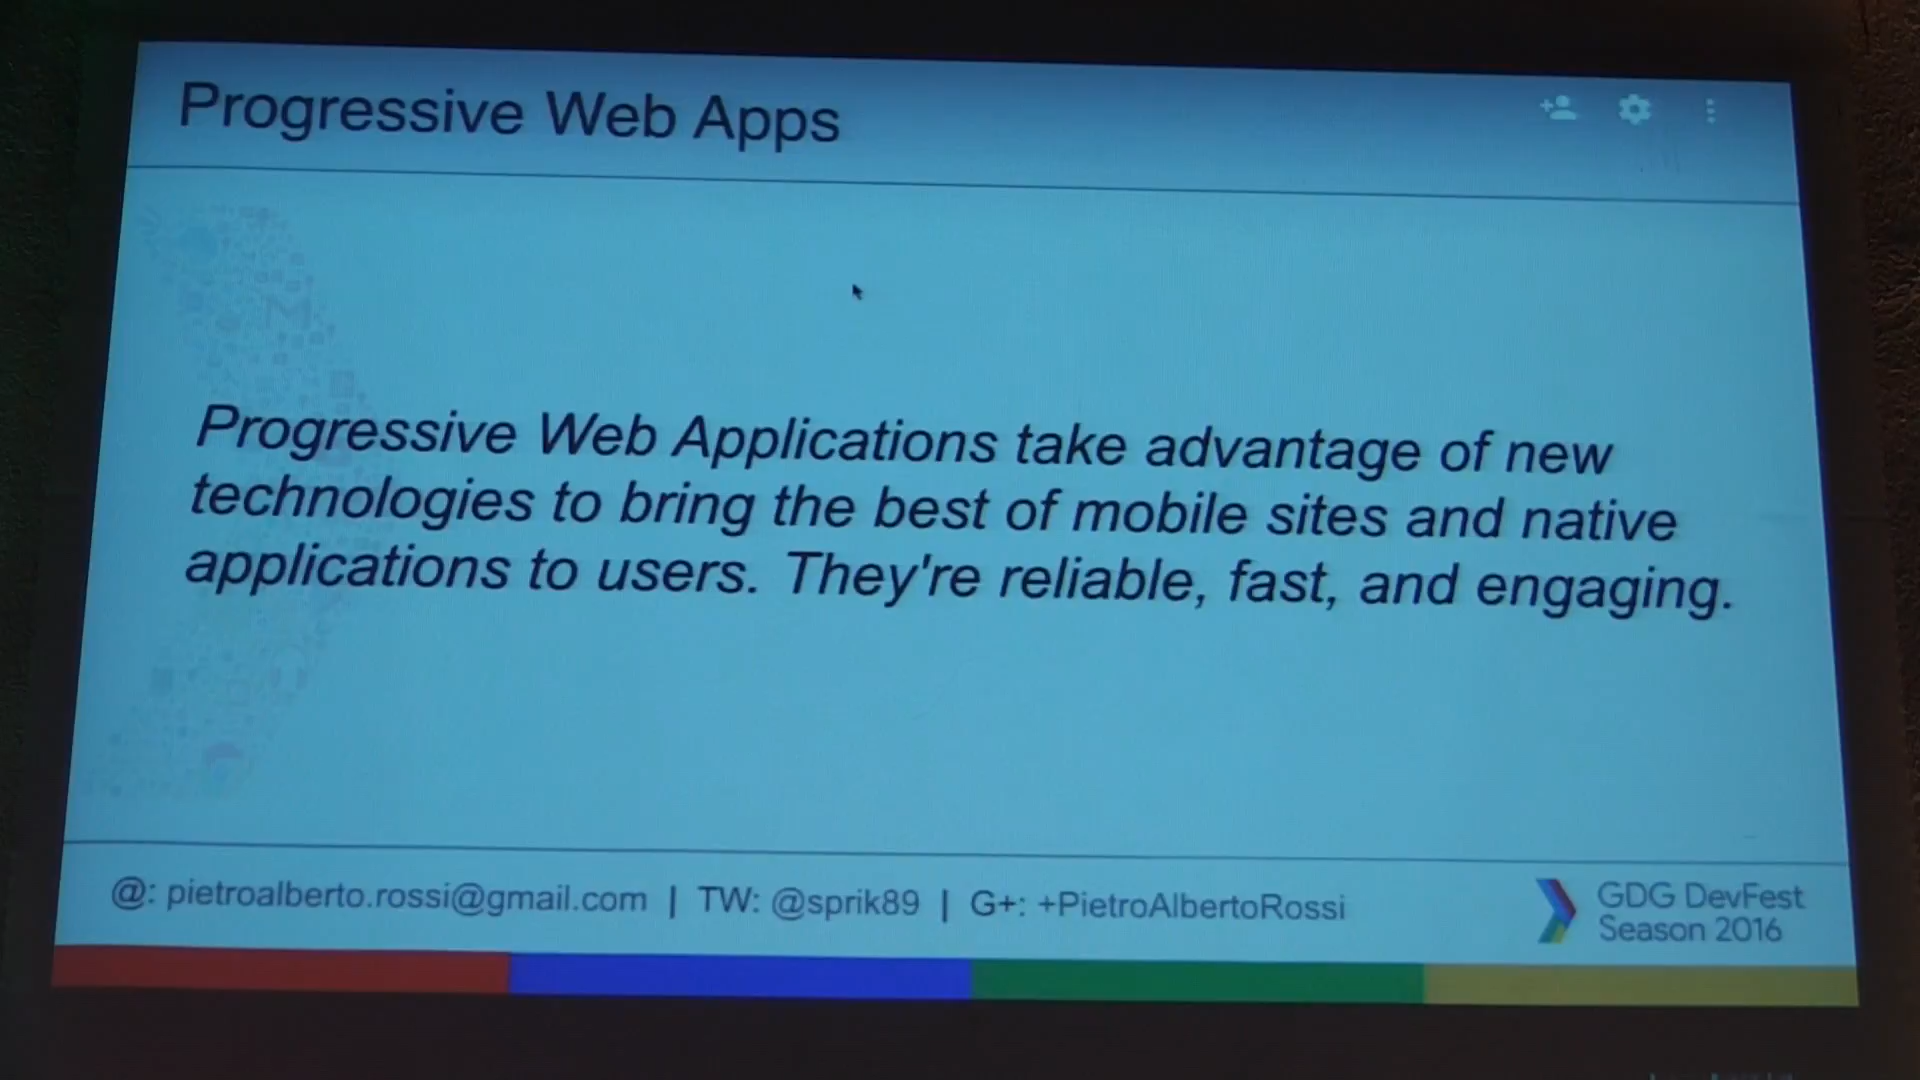 Progressive Web Apps
Progressive Web Applications take advantage of new
technologies to bring the best of mobile sites and native
applications to users. They're reliable, fast, and engaging.
@: pietroalberto.rossi@gmail.com | TW: @sprik89 | G+: +PietroAlbertoRossi
GDG DevFest
Season 2016